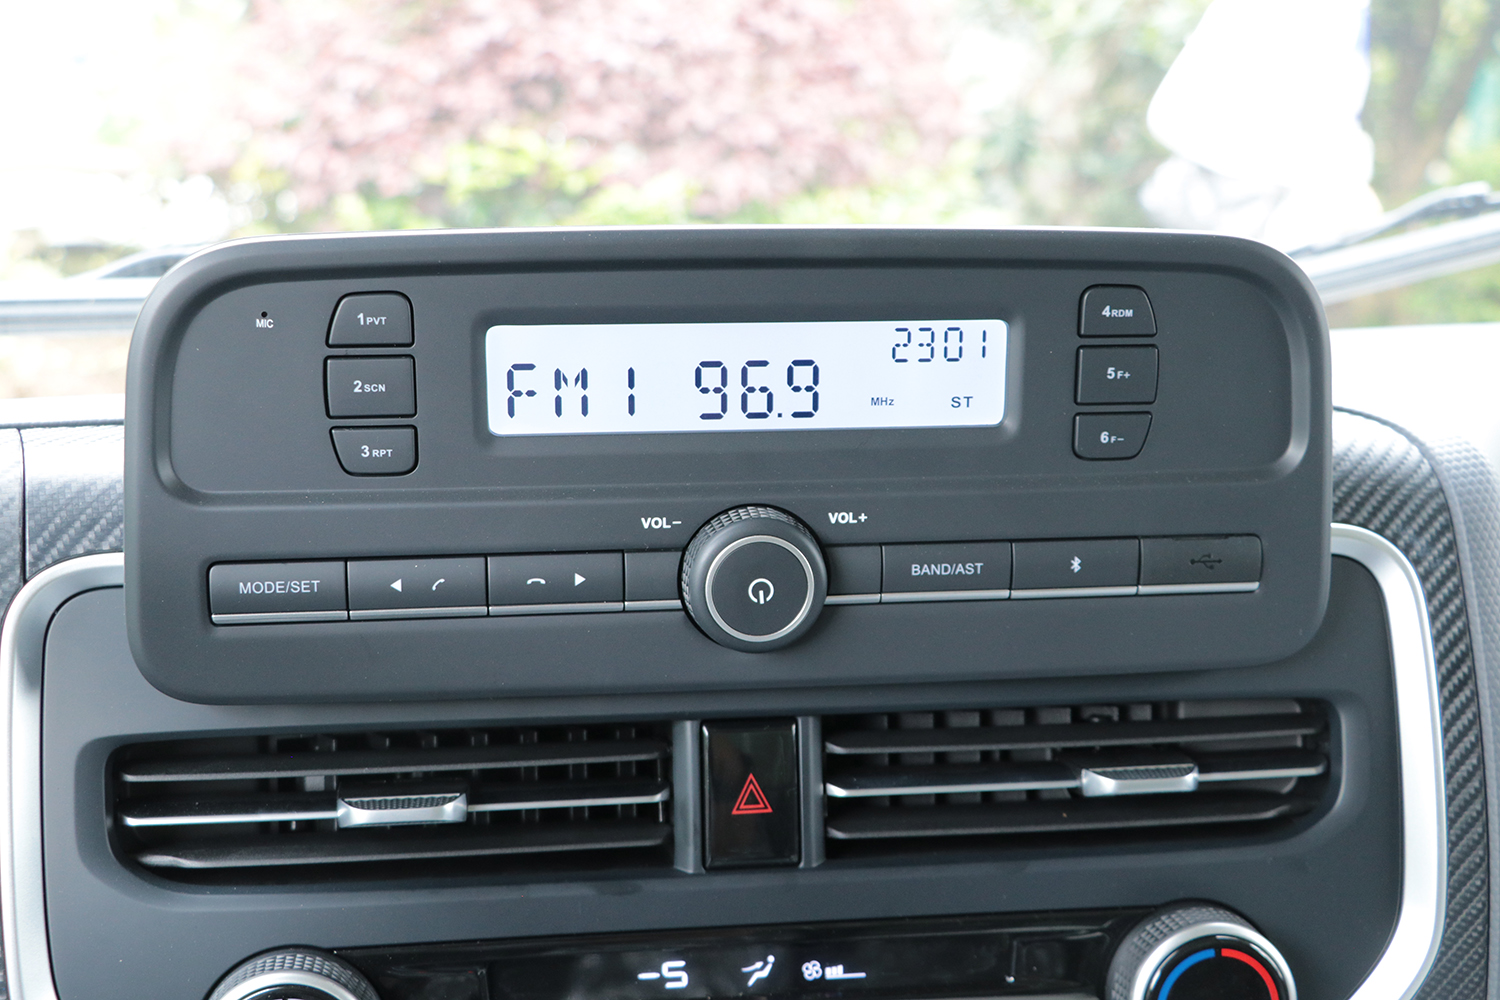 MIC
1 PVT
2 SCN
3 RPT
2301
FM1 96.9 MHz ST
4 RDM
5 F+
6 F-
VOL-
VOL+
MODE/SET
BAND/AST
-5